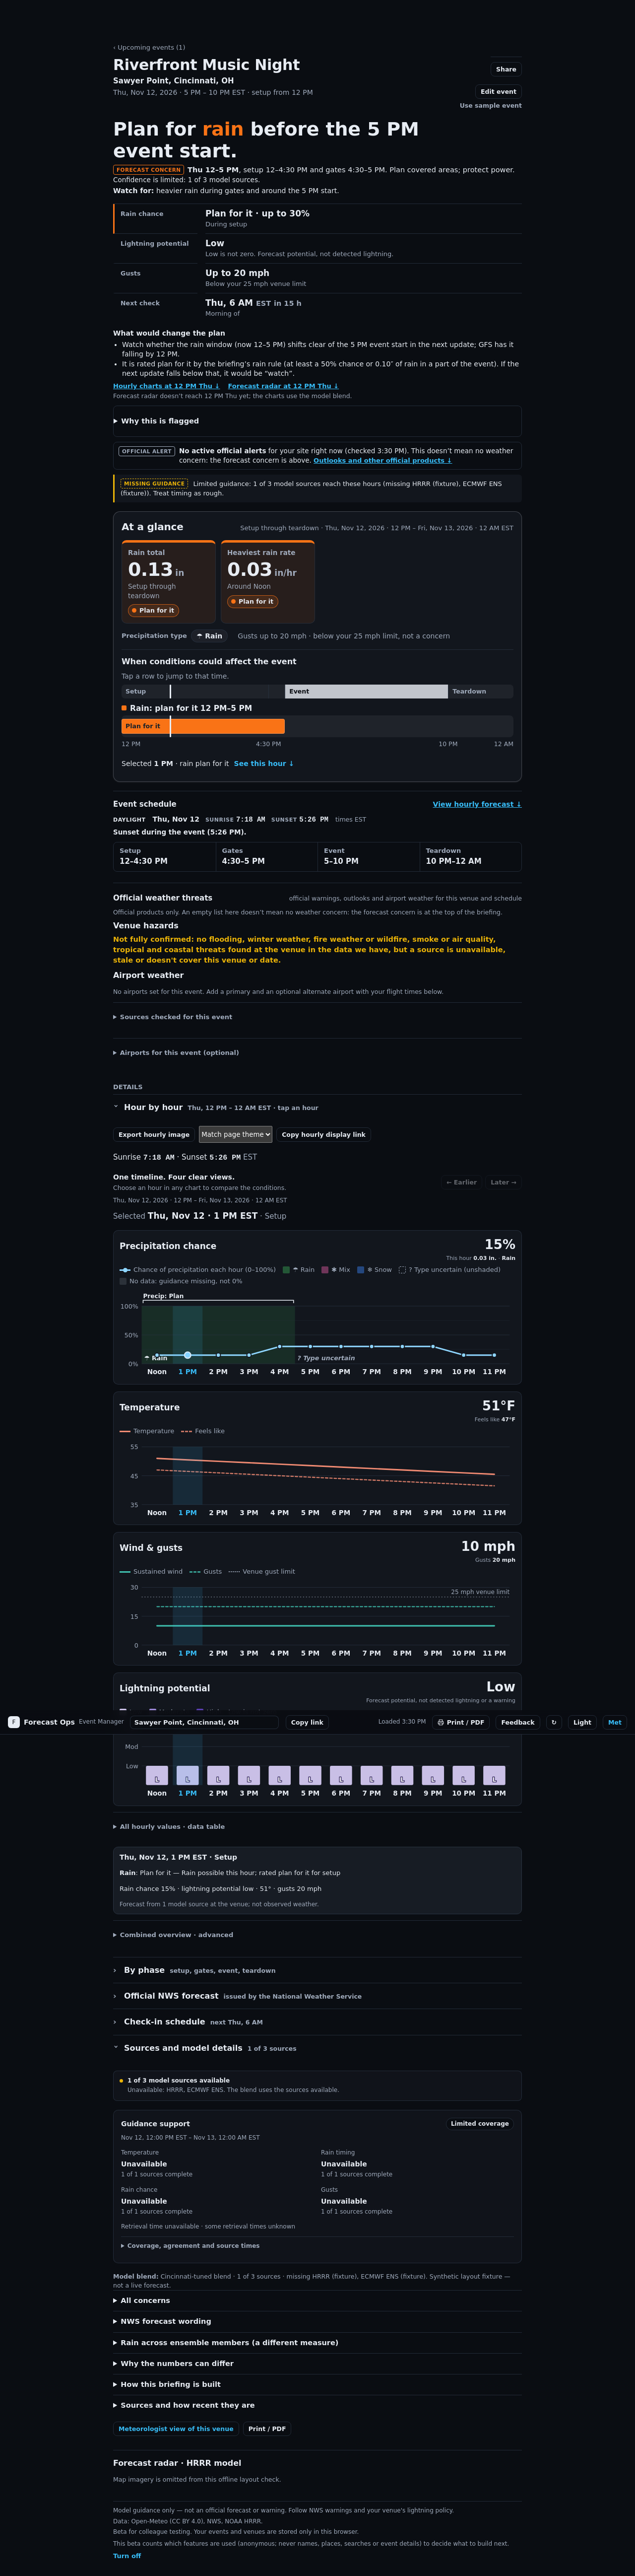 ‹ Upcoming events (1)
Riverfront Music Night
Sawyer Point, Cincinnati, OH
Thu, Nov 12, 2026 · 5 PM – 10 PM EST · setup from 12 PM
Share
Edit event
Use sample event
Plan for rain before the 5 PM
event start.
FORECAST CONCERN Thu 12–5 PM, setup 12–4:30 PM and gates 4:30–5 PM. Plan covered areas; protect power.
Confidence is limited: 1 of 3 model sources.
Watch for: heavier rain during gates and around the 5 PM start.
Rain chance
Plan for it · up to 30%
During setup
Lightning potential
Low
Low is not zero. Forecast potential, not detected lightning.
Gusts
Up to 20 mph
Below your 25 mph venue limit
Next check
Thu, 6 AM EST in 15 h
Morning of
What would change the plan
• Watch whether the rain window (now 12–5 PM) shifts clear of the 5 PM event start in the next update; GFS has it
falling by 12 PM.
• It is rated plan for it by the briefing’s rain rule (at least a 50% chance or 0.10″ of rain in a part of the event). If the
next update falls below that, it would be “watch”.
Hourly charts at 12 PM Thu ↓ Forecast radar at 12 PM Thu ↓
Forecast radar doesn’t reach 12 PM Thu yet; the charts use the model blend.
▶ Why this is flagged
OFFICIAL ALERT No active official alerts for your site right now (checked 3:30 PM). This doesn’t mean no weather
concern: the forecast concern is above. Outlooks and other official products ↓
MISSING GUIDANCE Limited guidance: 1 of 3 model sources reach these hours (missing HRRR (fixture), ECMWF ENS
(fixture)). Treat timing as rough.
At a glance
Setup through teardown · Thu, Nov 12, 2026 · 12 PM – Fri, Nov 13, 2026 · 12 AM EST
Rain total
0.13 in
Setup through
teardown
Plan for it
Heaviest rain rate
0.03 in/hr
Around Noon
Plan for it
Precipitation type ☂ Rain Gusts up to 20 mph · below your 25 mph limit, not a concern
When conditions could affect the event
Tap a row to jump to that time.
Setup Event Teardown
Rain: plan for it 12 PM–5 PM
Plan for it
12 PM 4:30 PM 10 PM 12 AM
Selected 1 PM · rain plan for it See this hour ↓
Event schedule
View hourly forecast ↓
DAYLIGHT Thu, Nov 12 SUNRISE 7:18 AM SUNSET 5:26 PM times EST
Sunset during the event (5:26 PM).
Setup
12–4:30 PM
Gates
4:30–5 PM
Event
5–10 PM
Teardown
10 PM–12 AM
Official weather threats
official warnings, outlooks and airport weather for this venue and schedule
Official products only. An empty list here doesn’t mean no weather concern: the forecast concern is at the top of the briefing.
Venue hazards
Not fully confirmed: no flooding, winter weather, fire weather or wildfire, smoke or air quality,
tropical and coastal threats found at the venue in the data we have, but a source is unavailable,
stale or doesn't cover this venue or date.
Airport weather
No airports set for this event. Add a primary and an optional alternate airport with your flight times below.
▶ Sources checked for this event
▶ Airports for this event (optional)
DETAILS
Hour by hour Thu, 12 PM – 12 AM EST · tap an hour
Export hourly image Match page theme Copy hourly display link
Sunrise 7:18 AM · Sunset 5:26 PM EST
One timeline. Four clear views.
Choose an hour in any chart to compare the conditions.
← Earlier Later →
Thu, Nov 12, 2026 · 12 PM – Fri, Nov 13, 2026 · 12 AM EST
Selected Thu, Nov 12 · 1 PM EST · Setup
Precipitation chance
15%
This hour 0.03 in. · Rain
Chance of precipitation each hour (0–100%) ☂ Rain ✱ Mix ❄ Snow ? Type uncertain (unshaded)
No data: guidance missing, not 0%
Precip: Plan
100%
50%
0%
☂ Rain
? Type uncertain
Noon 1 PM 2 PM 3 PM 4 PM 5 PM 6 PM 7 PM 8 PM 9 PM 10 PM 11 PM
Temperature
51°F
Feels like 47°F
Temperature Feels like
55
45
35
Noon 1 PM 2 PM 3 PM 4 PM 5 PM 6 PM 7 PM 8 PM 9 PM 10 PM 11 PM
Wind & gusts
10 mph
Gusts 20 mph
Sustained wind Gusts Venue gust limit
30
15
0
25 mph venue limit
Noon 1 PM 2 PM 3 PM 4 PM 5 PM 6 PM 7 PM 8 PM 9 PM 10 PM 11 PM
Lightning potential
Low
Forecast potential, not detected lightning or a warning
F Forecast Ops Event Manager Sawyer Point, Cincinnati, OH Copy link Loaded 3:30 PM Print / PDF Feedback ↻ Light Met
Mod
Low
L L L L L L L L L L L L
Noon 1 PM 2 PM 3 PM 4 PM 5 PM 6 PM 7 PM 8 PM 9 PM 10 PM 11 PM
▶ All hourly values · data table
Thu, Nov 12, 1 PM EST · Setup
Rain: Plan for it — Rain possible this hour; rated plan for it for setup
Rain chance 15% · lightning potential low · 51° · gusts 20 mph
Forecast from 1 model source at the venue; not observed weather.
▶ Combined overview · advanced
› By phase setup, gates, event, teardown
› Official NWS forecast issued by the National Weather Service
› Check-in schedule next Thu, 6 AM
Sources and model details 1 of 3 sources
1 of 3 model sources available
Unavailable: HRRR, ECMWF ENS. The blend uses the sources available.
Guidance support
Limited coverage
Nov 12, 12:00 PM EST – Nov 13, 12:00 AM EST
Temperature
Unavailable
1 of 1 sources complete
Rain timing
Unavailable
1 of 1 sources complete
Rain chance
Unavailable
1 of 1 sources complete
Gusts
Unavailable
1 of 1 sources complete
Retrieval time unavailable · some retrieval times unknown
▶ Coverage, agreement and source times
Model blend: Cincinnati-tuned blend · 1 of 3 sources · missing HRRR (fixture), ECMWF ENS (fixture). Synthetic layout fixture —
not a live forecast.
▶ All concerns
▶ NWS forecast wording
▶ Rain across ensemble members (a different measure)
▶ Why the numbers can differ
▶ How this briefing is built
▶ Sources and how recent they are
Meteorologist view of this venue Print / PDF
Forecast radar · HRRR model
Map imagery is omitted from this offline layout check.
Model guidance only — not an official forecast or warning. Follow NWS warnings and your venue's lightning policy.
Data: Open-Meteo (CC BY 4.0), NWS, NOAA HRRR.
Beta for colleague testing. Your events and venues are stored only in this browser.
This beta counts which features are used (anonymous; never names, places, searches or event details) to decide what to build next.
Turn off